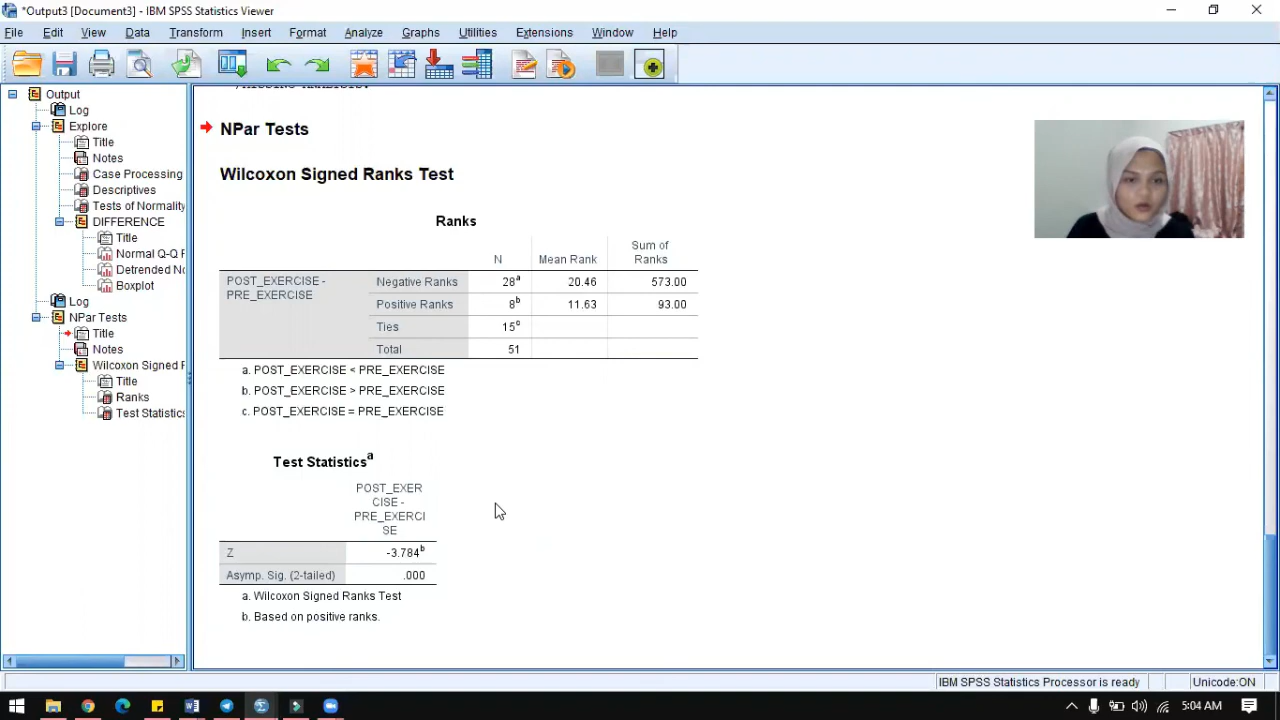 *Output3 [Document3] - IBM SPSS Statistics Viewer
File Edit View Data Transform Insert Format Analyze Graphs Utilities Extensions Window Help
Output
Log
Explore
Title
Notes
Case Processing
Descriptives
Tests of Normality
DIFFERENCE
Title
Normal Q-Q
Detrended No
Boxplot
Log
NPar Tests
Title
Notes
Wilcoxon Signed
Title
Ranks
Test Statistics
NPar Tests
Wilcoxon Signed Ranks Test
Ranks
N Mean Rank Sum of Ranks
POST_EXERCISE - PRE_EXERCISE Negative Ranks 28a 20.46 573.00
Positive Ranks 8b 11.63 93.00
Ties 15c
Total 51
a. POST_EXERCISE < PRE_EXERCISE
b. POST_EXERCISE > PRE_EXERCISE
c. POST_EXERCISE = PRE_EXERCISE
Test Statisticsa
POST_EXER
CISE -
PRE_EXERCI
SE
Z -3.784b
Asymp. Sig. (2-tailed) .000
a. Wilcoxon Signed Ranks Test
b. Based on positive ranks.
IBM SPSS Statistics Processor is ready Unicode:ON
5:04 AM